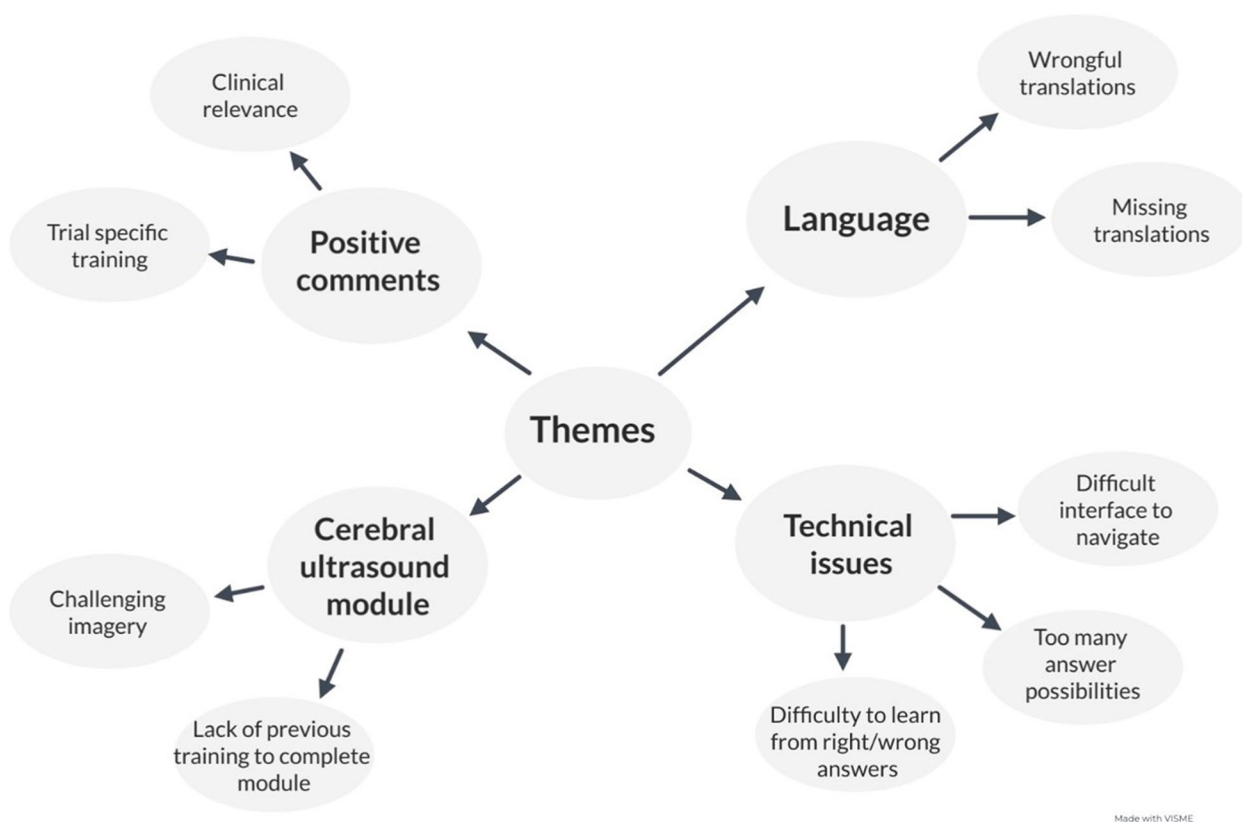 Clinical
relevance
Trial specific
training
Positive
comments
Language
Wrongful
translations
Missing
translations
Themes
Cerebral
ultrasound
module
Challenging
imagery
Lack of previous
training to complete
module
Technical
issues
Difficult
interface to
navigate
Too many
answer
possibilities
Difficulty to learn
from right/wrong
answers
Made with VISME